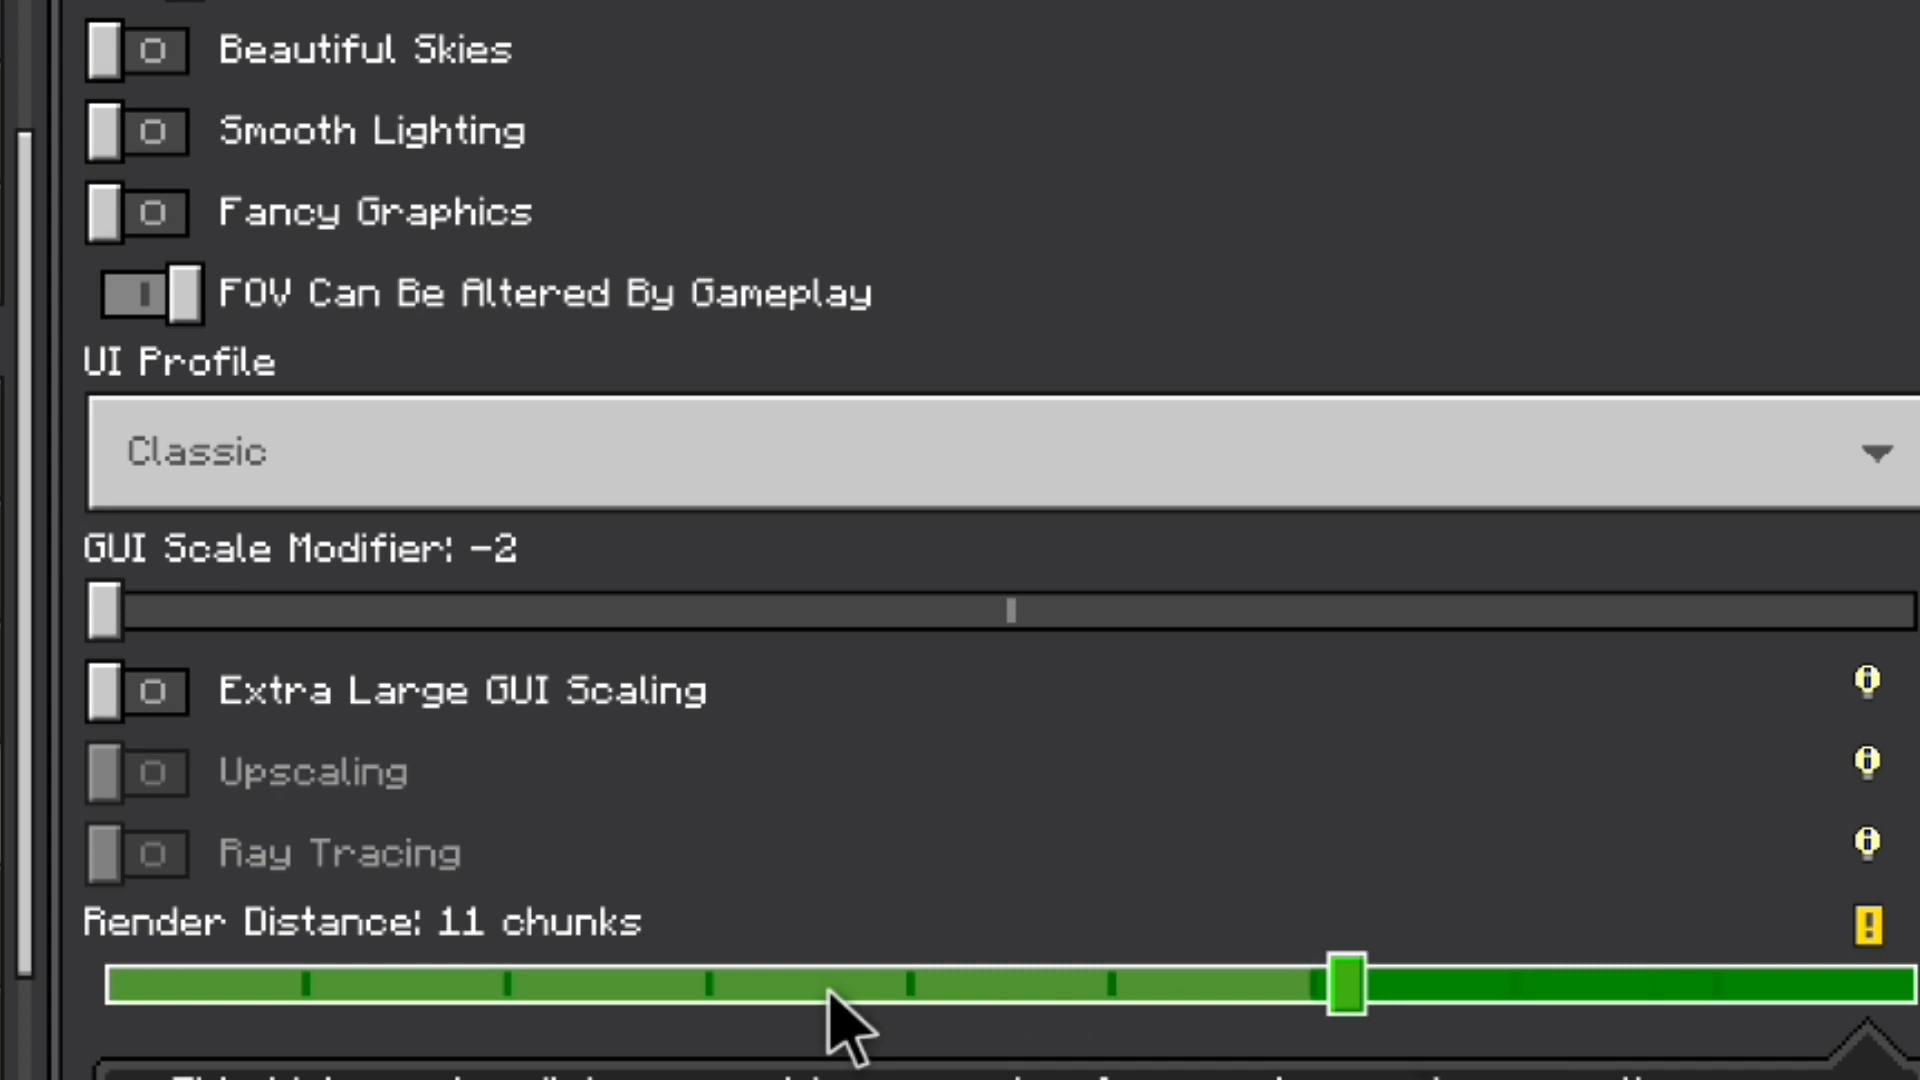 Beautiful Skies
Smooth Lighting
Fancy Graphics
FOV Can Be Altered By Gameplay
UI Profile
Classic
GUI Scale Modifier: -2
Extra Large GUI Scaling
Upscaling
Ray Tracing
Render Distance: 11 chunks